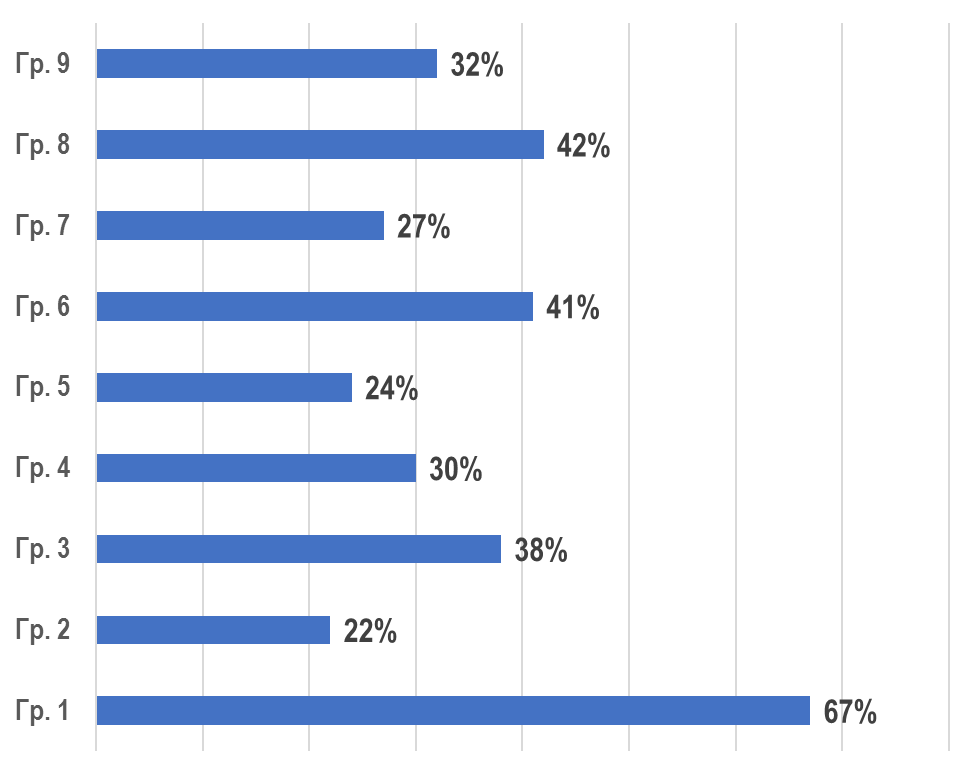 Гр. 9 32%
Гр. 8 42%
Гр. 7 27%
Гр. 6 41%
Гр. 5 24%
Гр. 4 30%
Гр. 3 38%
Гр. 2 22%
Гр. 1 67%